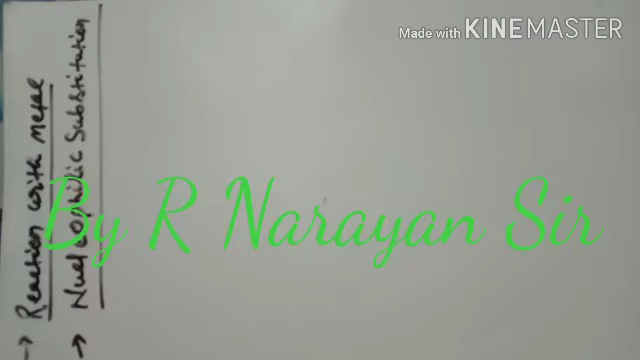 Made with KINEMASTER
→ Reaction with metal
→ Nucleophilic Substitution
By R Narayan Sir